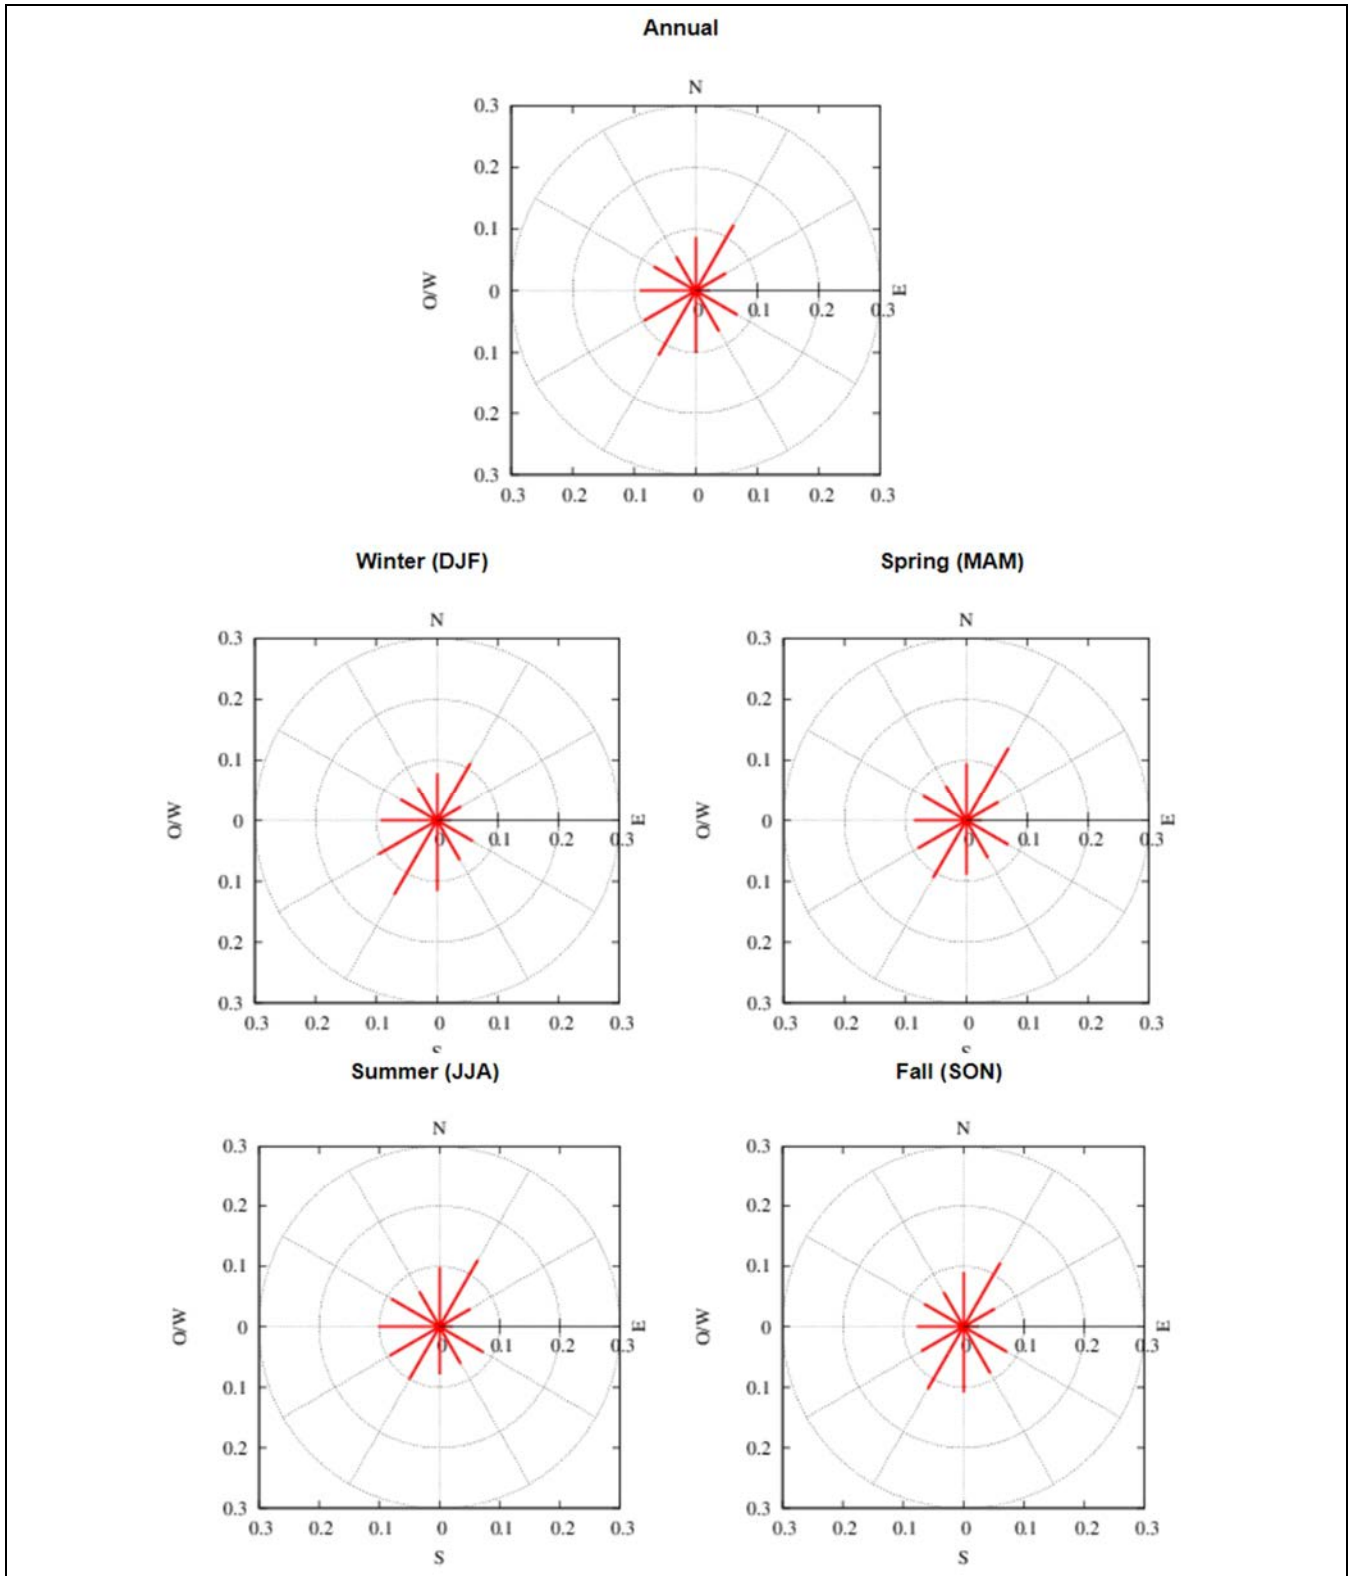 Annual
N
0.3
0.2
0.1
O/W 0 0 0.1 0.2 0.3 E
0.1
0.2
0.3
0.3 0.2 0.1 0 0.1 0.2 0.3
Winter (DJF) Spring (MAM)
N N
0.3 0.3
0.2 0.2
0.1 0.1
O/W 0 0 0.1 0.2 0.3 E O/W 0 0 0.1 0.2 0.3 E
0.1 0.1
0.2 0.2
0.3 0.3
0.3 0.2 0.1 0 0.1 0.2 0.3 0.3 0.2 0.1 0 0.1 0.2 0.3
S S
Summer (JJA) Fall (SON)
N N
0.3 0.3
0.2 0.2
0.1 0.1
O/W 0 0 0.1 0.2 0.3 E O/W 0 0 0.1 0.2 0.3 E
0.1 0.1
0.2 0.2
0.3 0.3
0.3 0.2 0.1 0 0.1 0.2 0.3 0.3 0.2 0.1 0 0.1 0.2 0.3
S S